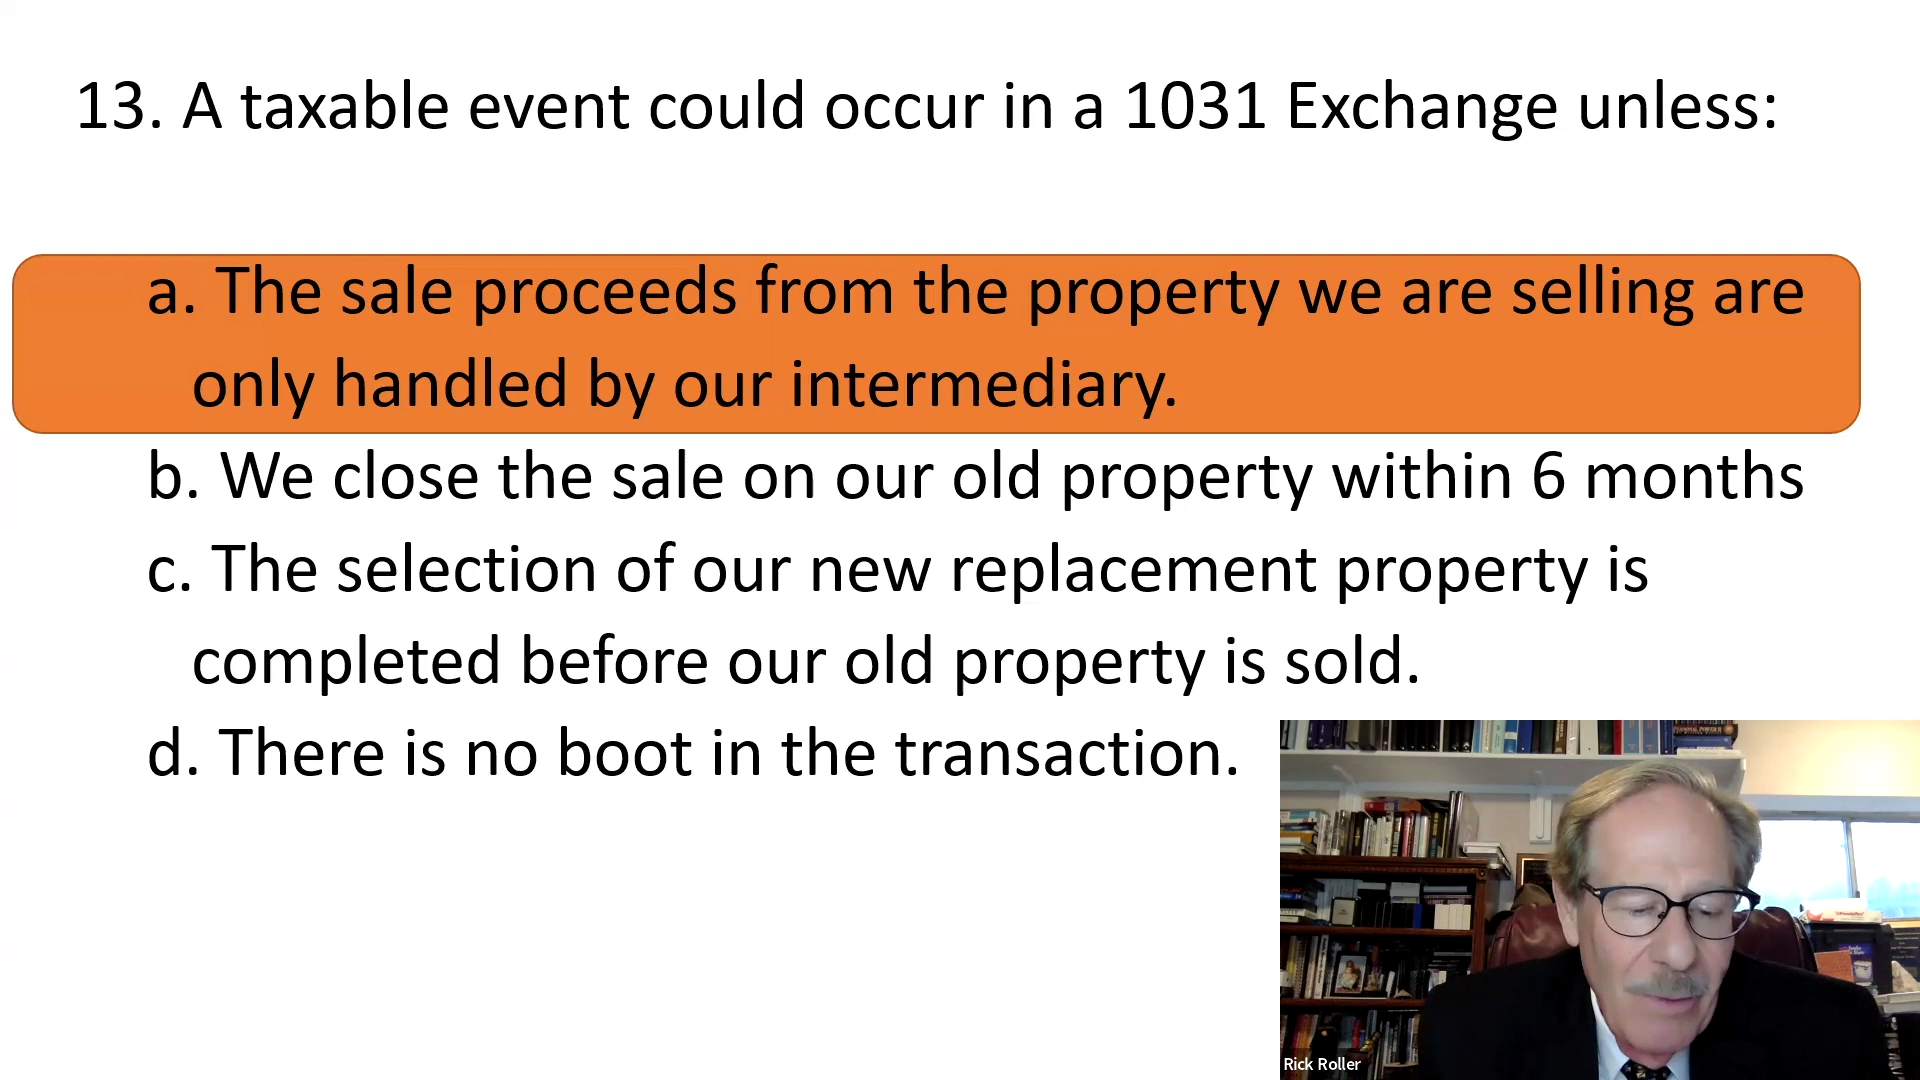 13. A taxable event could occur in a 1031 Exchange unless:
a. The sale proceeds from the property we are selling are
only handled by our intermediary.
b. We close the sale on our old property within 6 months
c. The selection of our new replacement property is
completed before our old property is sold.
d. There is no boot in the transaction.
Rick Roller